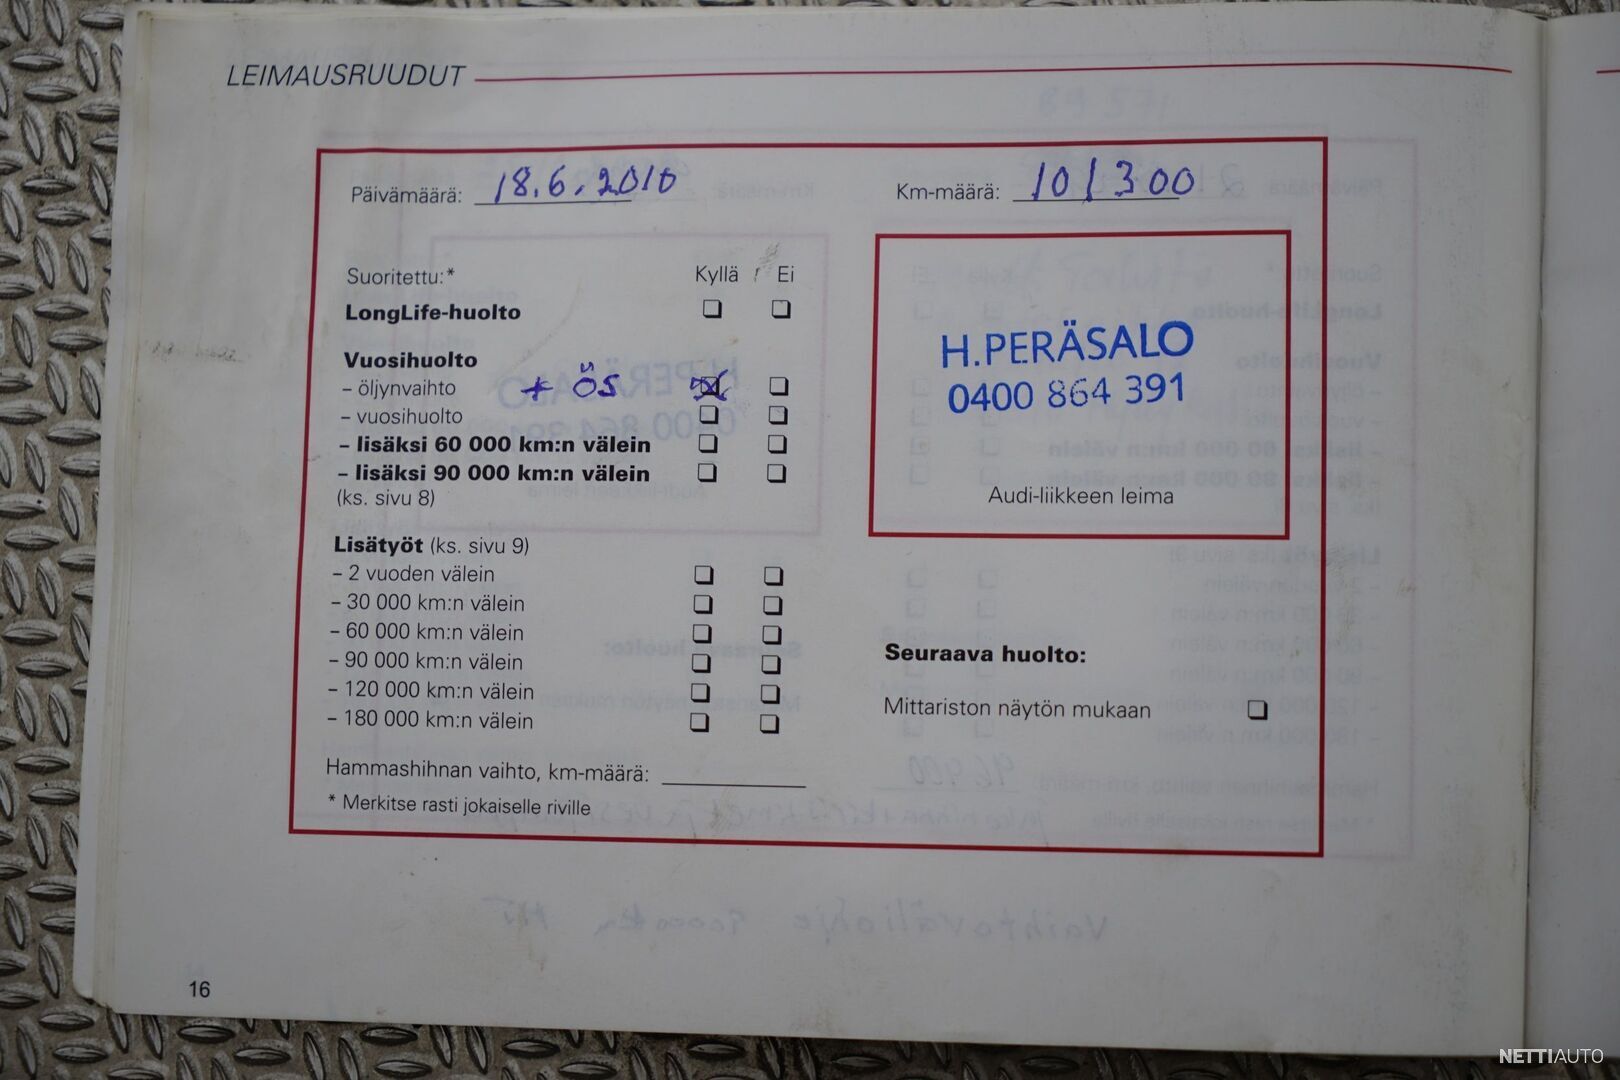 LEIMAUSRUUDUT
Päivämäärä: 18.6.2010
Km-määrä: 101300
Suoritettu:* Kyllä Ei
LongLife-huolto
Vuosihuolto
– öljynvaihto + ÖS
– vuosihuolto
– lisäksi 60 000 km:n välein
– lisäksi 90 000 km:n välein
(ks. sivu 8)
H.PERÄSALO
0400 864 391
Audi-liikkeen leima
Lisätyöt (ks. sivu 9)
– 2 vuoden välein
– 30 000 km:n välein
– 60 000 km:n välein
– 90 000 km:n välein
– 120 000 km:n välein
– 180 000 km:n välein
Seuraava huolto:
Mittariston näytön mukaan
Hammashihnan vaihto, km-määrä:
* Merkitse rasti jokaiselle riville
16
NETTIAUTO